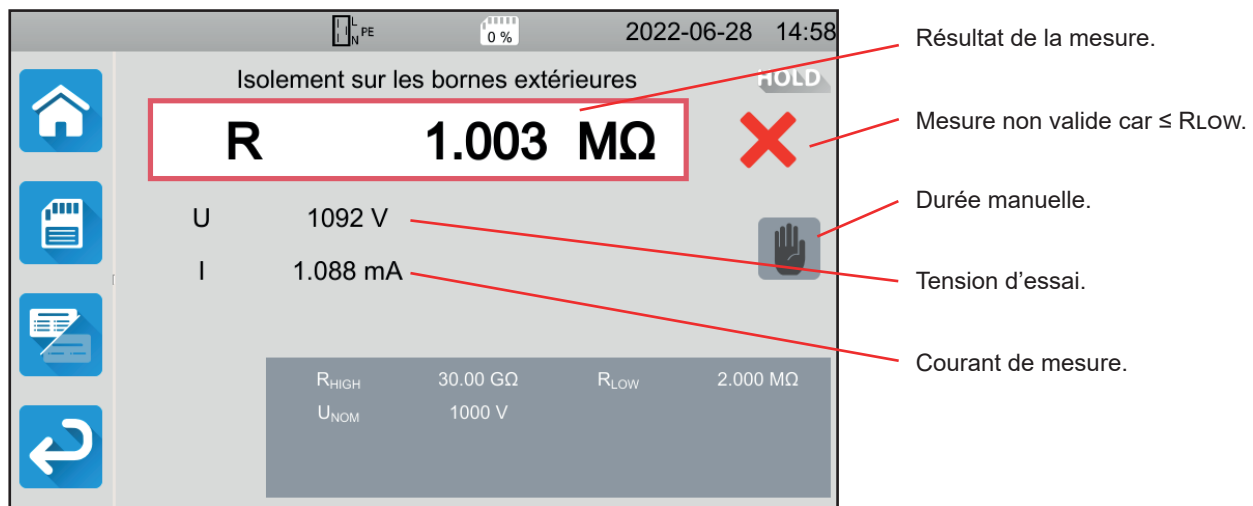 L
N PE
0 %
2022-06-28 14:58
Résultat de la mesure.
Isolement sur les bornes extérieures
HOLD
R 1.003 MΩ
Mesure non valide car ≤ RLOW.
Durée manuelle.
U 1092 V
Tension d’essai.
I 1.088 mA
Courant de mesure.
RHIGH 30.00 GΩ RLOW 2.000 MΩ
UNOM 1000 V